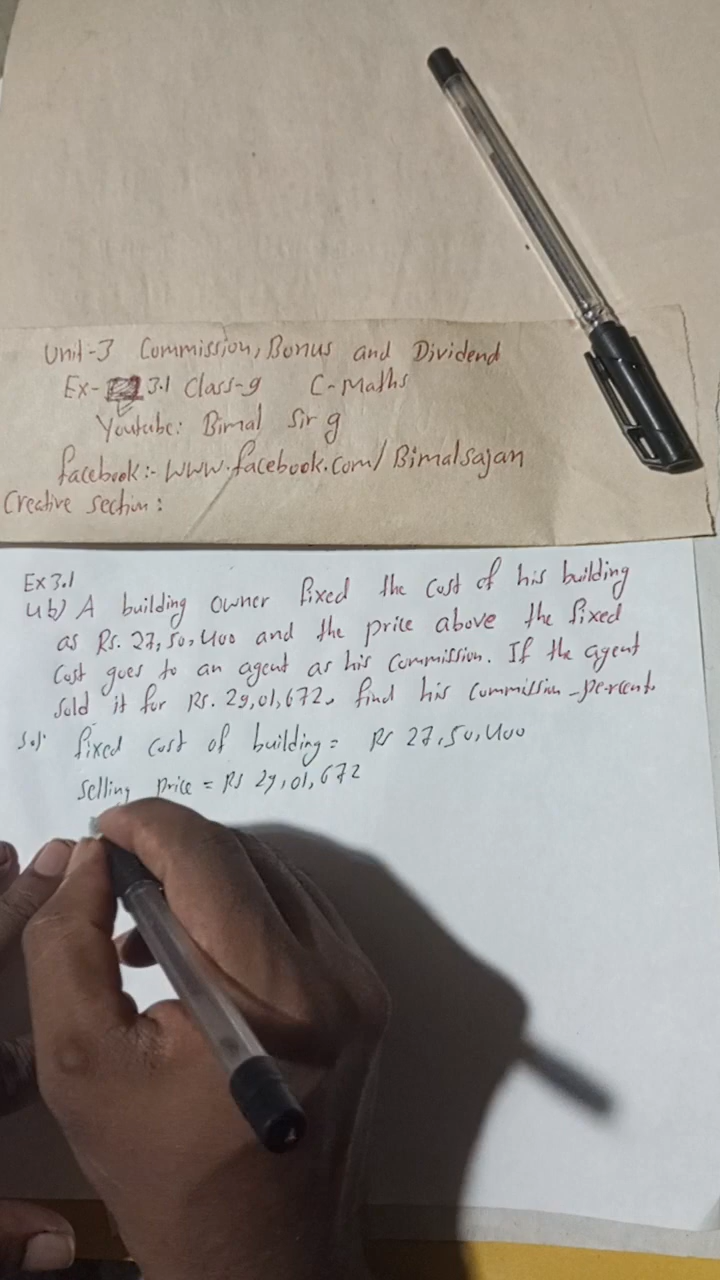 Unit-3 Commission, Bonus and Dividend
Ex- 3.1 Class-9 C-Maths
Youtube: Bimal Sir g
facebook:- www.facebook.com/Bimalsajan
Creative section:
Ex 3.1
4b) A building owner fixed the cost of his building
as Rs. 27,50,400 and the price above the fixed
cost goes to an agent as his commission. If the agent
sold it for Rs. 29,01,672, find his commission-percent.
Solⁿ fixed cost of building = Rs 27,50,400
Selling price = Rs 29,01,672